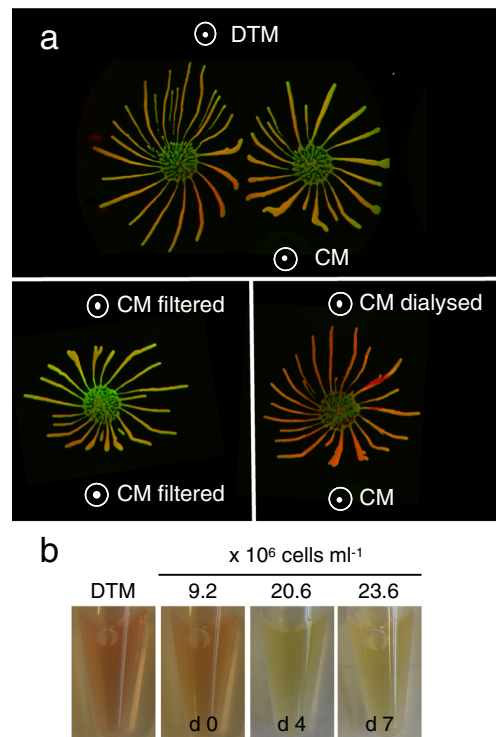 a
DTM
CM
CM filtered
CM dialysed
CM filtered
CM
b
x 10⁶ cells ml⁻¹
DTM 9.2 20.6 23.6
d 0 d 4 d 7